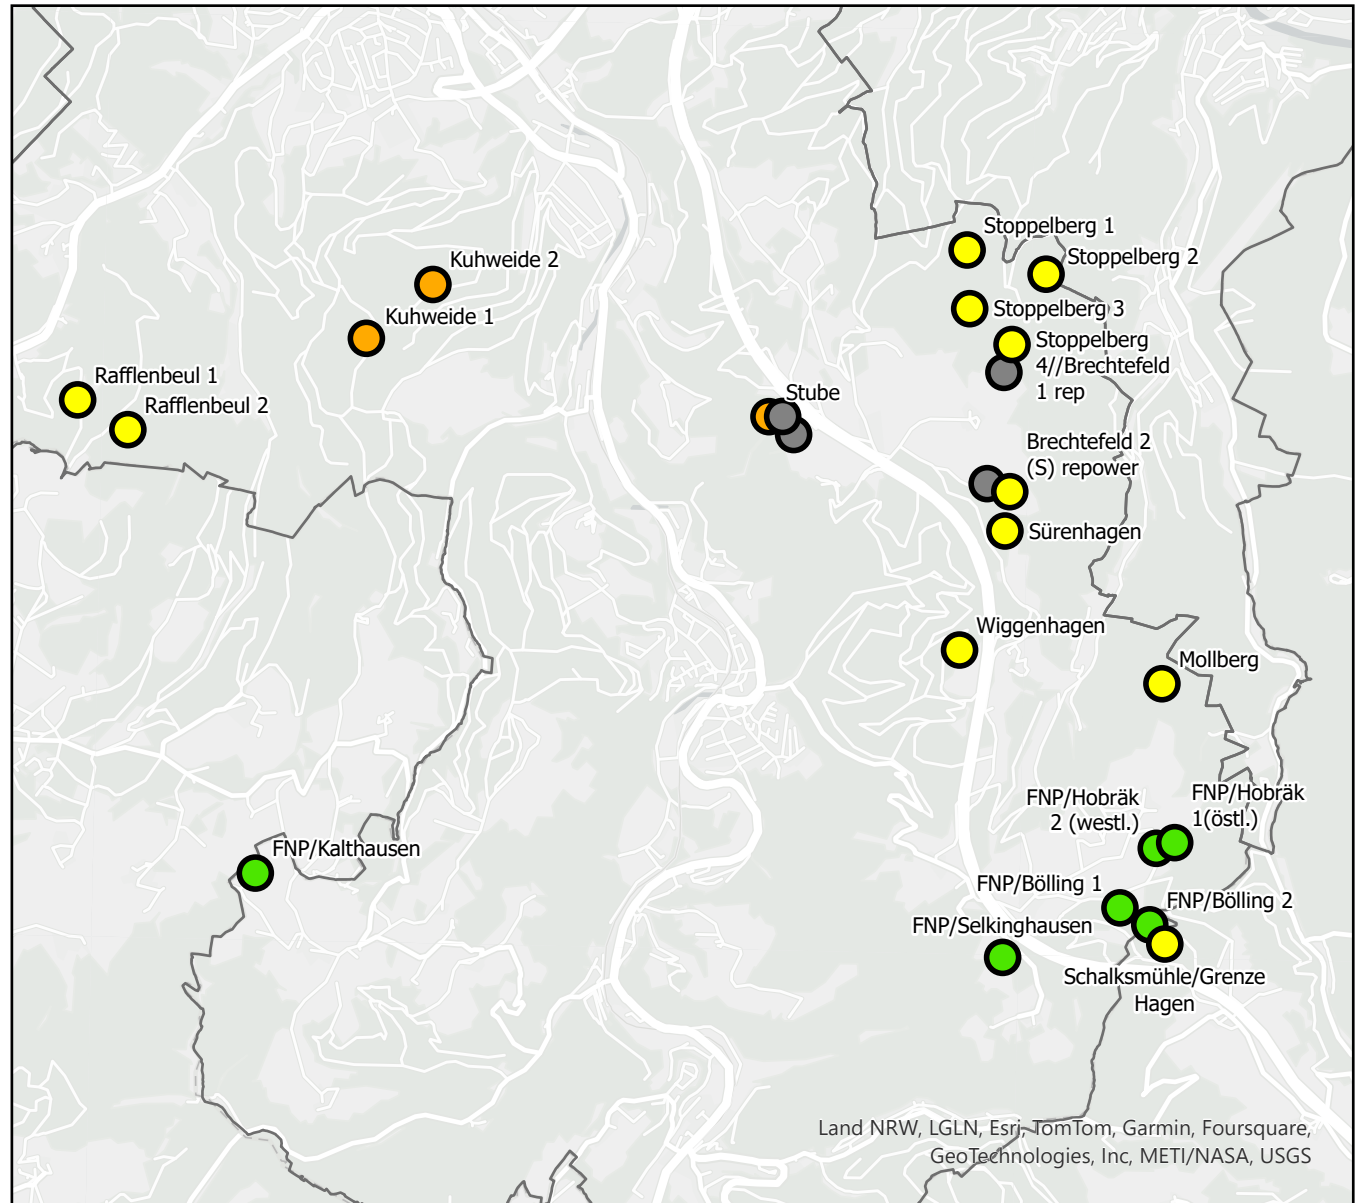 Stoppelberg 1
Stoppelberg 2
Kuhweide 2
Stoppelberg 3
Kuhweide 1
Stoppelberg
4//Brechtefeld
1 rep
Rafflenbeul 1
Rafflenbeul 2
Stube
Brechtefeld 2
(S) repower
Sürenhagen
Wiggenhagen
Mollberg
FNP/Hobräk
2 (westl.)
FNP/Hobräk
1(östl.)
FNP/Kalthausen
FNP/Bölling 1
FNP/Bölling 2
FNP/Selkinghausen
Schalksmühle/Grenze
Hagen
Land NRW, LGLN, Esri, TomTom, Garmin, Foursquare,
GeoTechnologies, Inc, METI/NASA, USGS